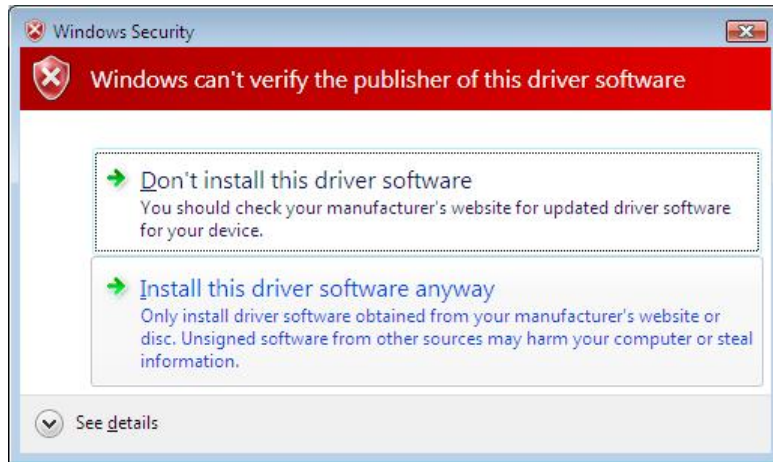 Windows Security
Windows can't verify the publisher of this driver software
Don't install this driver software
You should check your manufacturer's website for updated driver software
for your device.
Install this driver software anyway
Only install driver software obtained from your manufacturer's website or
disc. Unsigned software from other sources may harm your computer or steal
information.
See details